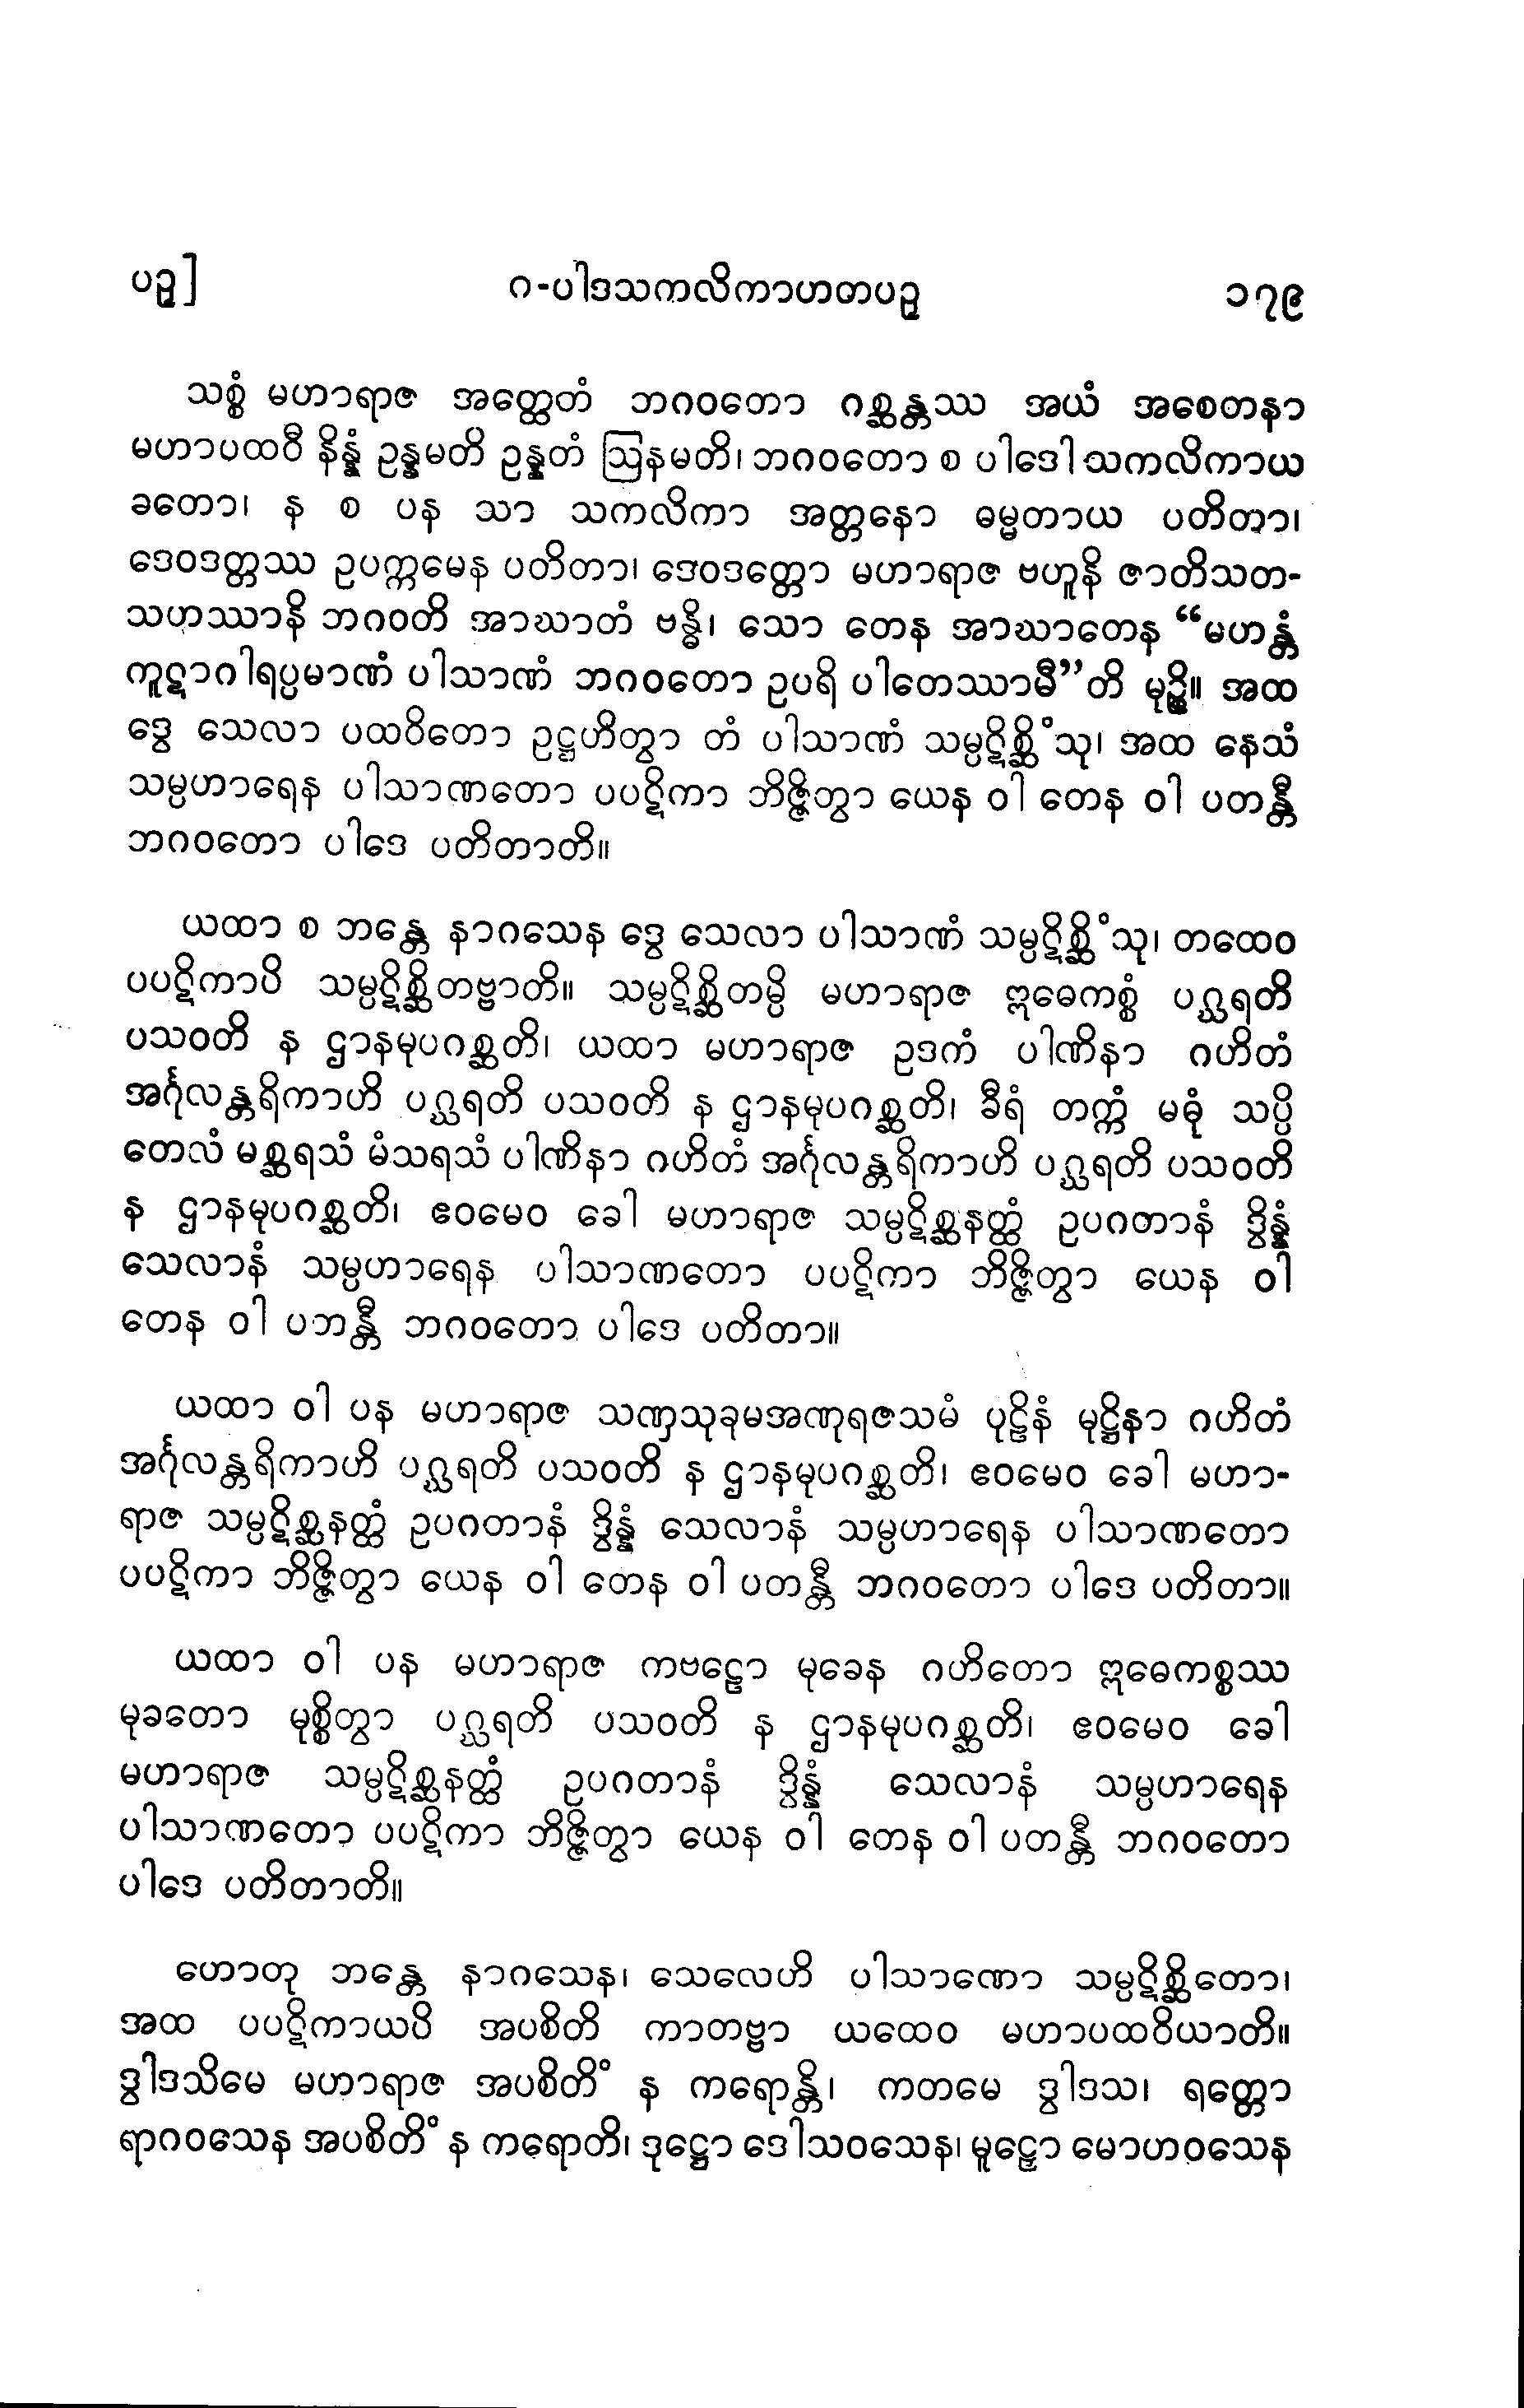 ပဥှ]
ဂ-ပါဒသကလိကာဟတပဥှ
၁၇၉
သစ္စံ မဟာရာဇ အတ္ထေတံ ဘဂဝတော ဂစ္ဆန္တဿ အယံ အစေတနာ
မဟာပထဝီ နိန္နံ ဥန္နမတိ ဥန္နတံ ဩနမတိ၊ ဘဂဝတော စ ပါဒေါ သကလိကာယ
ခတော၊ န စ ပန သာ သကလိကာ အတ္တနော ဓမ္မတာယ ပတိတာ၊
ဒေဝဒတ္တဿ ဥပက္ကမေန ပတိတာ၊ ဒေဝဒတ္တော မဟာရာဇ ဗဟူနိ ဇာတိသတ-
သဟဿာနိ ဘဂဝတိ အာဃာတံ ဗန္ဓိ၊ သော တေန အာဃာတေန “မဟန္တံ
ကူဋာဂါရပ္ပမာဏံ ပါသာဏံ ဘဂဝတော ဥပရိ ပါတေဿာမီ”တိ မုဉ္စိ။ အထ
ဒွေ သေလာ ပထဝိတော ဥဋ္ဌဟိတွာ တံ ပါသာဏံ သမ္ပဋိစ္ဆိံသု၊ အထ နေသံ
သမ္ပဟာရေန ပါသာဏတော ပပဋိကာ ဘိဇ္ဇိတွာ ယေန ဝါ တေန ဝါ ပတန္တီ
ဘဂဝတော ပါဒေ ပတိတာတိ။
ယထာ စ ဘန္တေ နာဂသေန ဒွေ သေလာ ပါသာဏံ သမ္ပဋိစ္ဆိံသု၊ တထေဝ
ပပဋိကာပိ သမ္ပဋိစ္ဆိတဗ္ဗာတိ။ သမ္ပဋိစ္ဆိတမ္ပိ မဟာရာဇ ဣဓေကစ္စံ ပဂ္ဃရတိ
ပသဝတိ န ဌာနမုပဂစ္ဆတိ၊ ယထာ မဟာရာဇ ဥဒကံ ပါဏိနာ ဂဟိတံ
အင်္ဂုလန္တရိကာဟိ ပဂ္ဃရတိ ပသဝတိ န ဌာနမုပဂစ္ဆတိ၊ ခီရံ တက္ကံ မဓုံ သပ္ပိ
တေလံ မစ္ဆရသံ မံသရသံ ပါဏိနာ ဂဟိတံ အင်္ဂုလန္တရိကာဟိ ပဂ္ဃရတိ ပသဝတိ
န ဌာနမုပဂစ္ဆတိ၊ ဧဝမေဝ ခေါ မဟာရာဇ သမ္ပဋိစ္ဆနတ္ထံ ဥပဂတာနံ ဒွိန္နံ
သေလာနံ သမ္ပဟာရေန ပါသာဏတော ပပဋိကာ ဘိဇ္ဇိတွာ ယေန ဝါ
တေန ဝါ ပဘန္တီ ဘဂဝတော ပါဒေ ပတိတာ။
ယထာ ဝါ ပန မဟာရာဇ သဏှသုခုမအဏုရဇသမံ ပုဠိနံ မုဋ္ဌိနာ ဂဟိတံ
အင်္ဂုလန္တရိကာဟိ ပဂ္ဃရတိ ပသဝတိ န ဌာနမုပဂစ္ဆတိ၊ ဧဝမေဝ ခေါ မဟာ-
ရာဇ သမ္ပဋိစ္ဆနတ္ထံ ဥပဂတာနံ ဒွိန္နံ သေလာနံ သမ္ပဟာရေန ပါသာဏတော
ပပဋိကာ ဘိဇ္ဇိတွာ ယေန ဝါ တေန ဝါ ပတန္တီ ဘဂဝတော ပါဒေ ပတိတာ။
ယထာ ဝါ ပန မဟာရာဇ ကဗဠော မုခေန ဂဟိတော ဣဓေကစ္စဿ
မုခတော မုစ္စိတွာ ပဂ္ဃရတိ ပသဝတိ န ဌာနမုပဂစ္ဆတိ၊ ဧဝမေဝ ခေါ
မဟာရာဇ သမ္ပဋိစ္ဆနတ္ထံ ဥပဂတာနံ ဒွိန္နံ သေလာနံ သမ္ပဟာရေန
ပါသာဏတော ပပဋိကာ ဘိဇ္ဇိတွာ ယေန ဝါ တေန ဝါ ပတန္တီ ဘဂဝတော
ပါဒေ ပတိတာတိ။
ဟောတု ဘန္တေ နာဂသေန၊ သေလေဟိ ပါသာဏော သမ္ပဋိစ္ဆိတော၊
အထ ပပဋိကာယပိ အပစိတိ ကာတဗ္ဗာ ယထေဝ မဟာပထဝိယာတိ။
ဒွါဒသိမေ မဟာရာဇ အပစိတိံ န ကရောန္တိ၊ ကတမေ ဒွါဒသ၊ ရတ္တော
ရာဂဝသေန အပစိတိံ န ကရောတိ၊ ဒုဋ္ဌော ဒေါသဝသေန၊ မူဠှော မောဟဝသေန